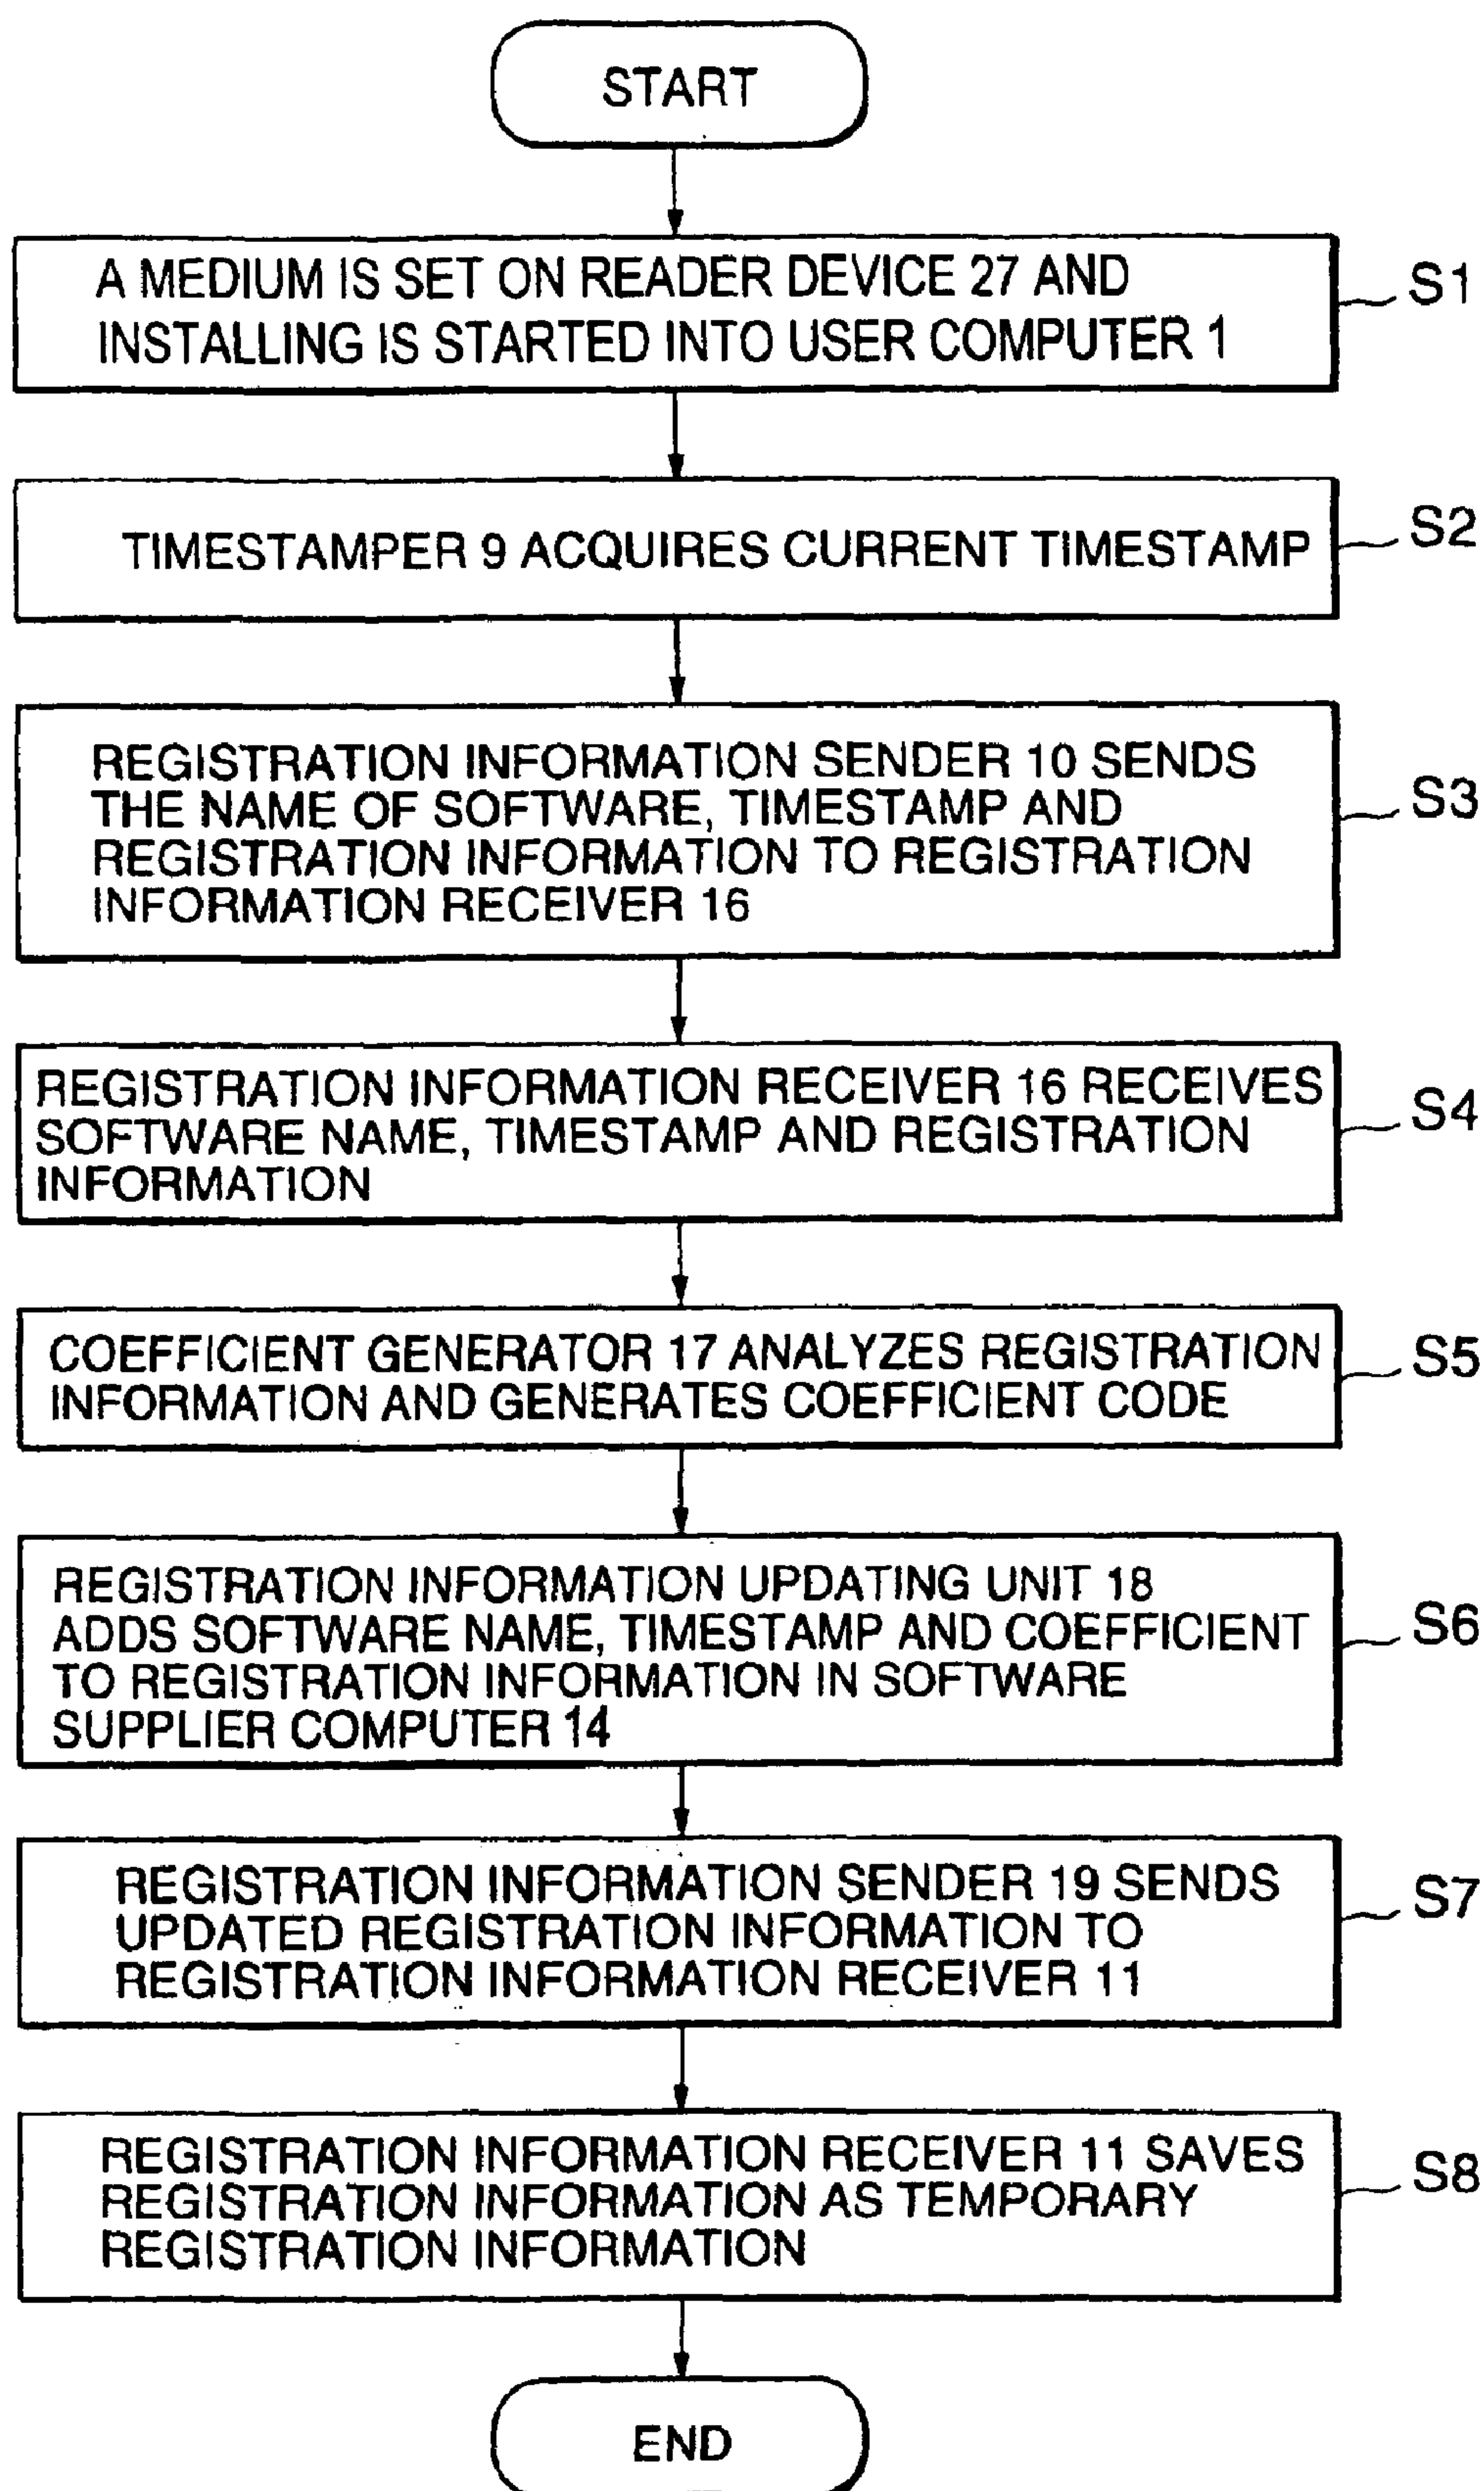 START
A MEDIUM IS SET ON READER DEVICE 27 AND
INSTALLING IS STARTED INTO USER COMPUTER 1
S1
TIMESTAMPER 9 ACQUIRES CURRENT TIMESTAMP
S2
REGISTRATION INFORMATION SENDER 10 SENDS
THE NAME OF SOFTWARE, TIMESTAMP AND
REGISTRATION INFORMATION TO REGISTRATION
INFORMATION RECEIVER 16
S3
REGISTRATION INFORMATION RECEIVER 16 RECEIVES
SOFTWARE NAME, TIMESTAMP AND REGISTRATION
INFORMATION
S4
COEFFICIENT GENERATOR 17 ANALYZES REGISTRATION
INFORMATION AND GENERATES COEFFICIENT CODE
S5
REGISTRATION INFORMATION UPDATING UNIT 18
ADDS SOFTWARE NAME, TIMESTAMP AND COEFFICIENT
TO REGISTRATION INFORMATION IN SOFTWARE
SUPPLIER COMPUTER 14
S6
REGISTRATION INFORMATION SENDER 19 SENDS
UPDATED REGISTRATION INFORMATION TO
REGISTRATION INFORMATION RECEIVER 11
S7
REGISTRATION INFORMATION RECEIVER 11 SAVES
REGISTRATION INFORMATION AS TEMPORARY
REGISTRATION INFORMATION
S8
END